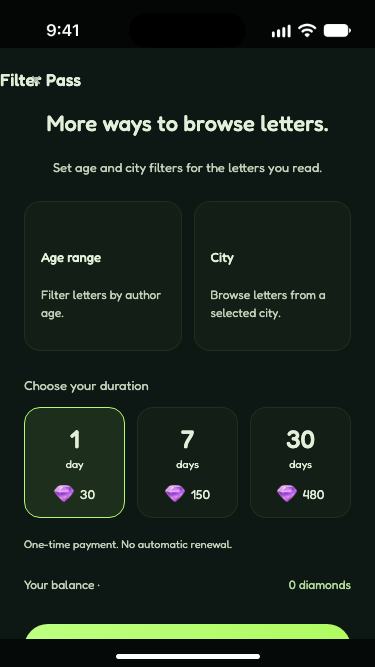 9:41
Filter Pass
More ways to browse letters.
Set age and city filters for the letters you read.
Age range
Filter letters by author
age.
City
Browse letters from a
selected city.
Choose your duration
1
day
30
7
days
150
30
days
480
One-time payment. No automatic renewal.
Your balance ·
0 diamonds